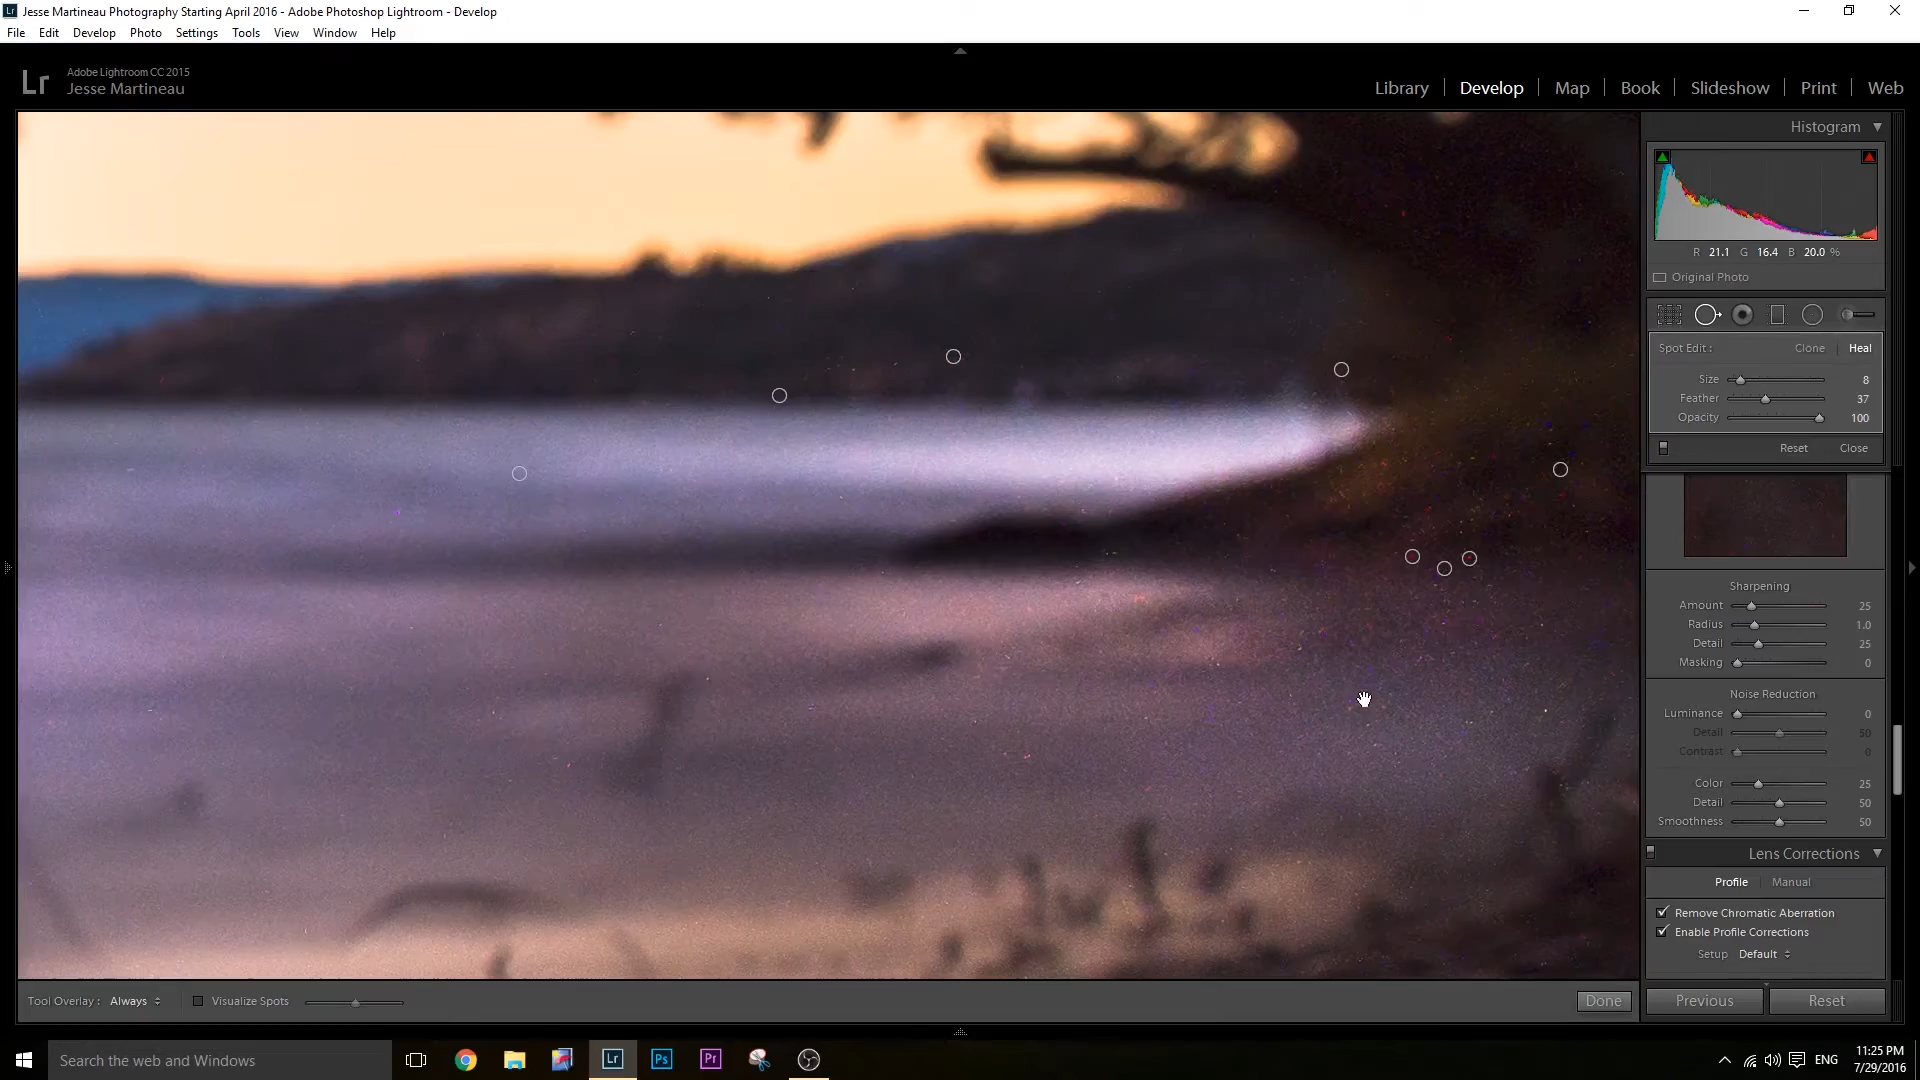 Jesse Martineau Photography Starting April 2016 - Adobe Photoshop Lightroom - Develop
File Edit Develop Photo Settings Tools View Window Help
Lr Adobe Lightroom CC 2015
Jesse Martineau
Library Develop Map Book Slideshow Print Web
Histogram
R 21.1 G 16.4 B 20.0 %
Original Photo
Spot Edit : Clone Heal
Size 8
Feather 37
Opacity 100
Reset Close
Sharpening
Amount 25
Radius 1.0
Detail 25
Masking 0
Noise Reduction
Luminance 0
Detail 50
Contrast 0
Color 25
Detail 50
Smoothness 50
Lens Corrections
Profile Manual
Remove Chromatic Aberration
Enable Profile Corrections
Setup Default
Tool Overlay : Always Visualize Spots Done Previous Reset
Search the web and Windows Lr Ps Pr ENG
11:25 PM
7/29/2016